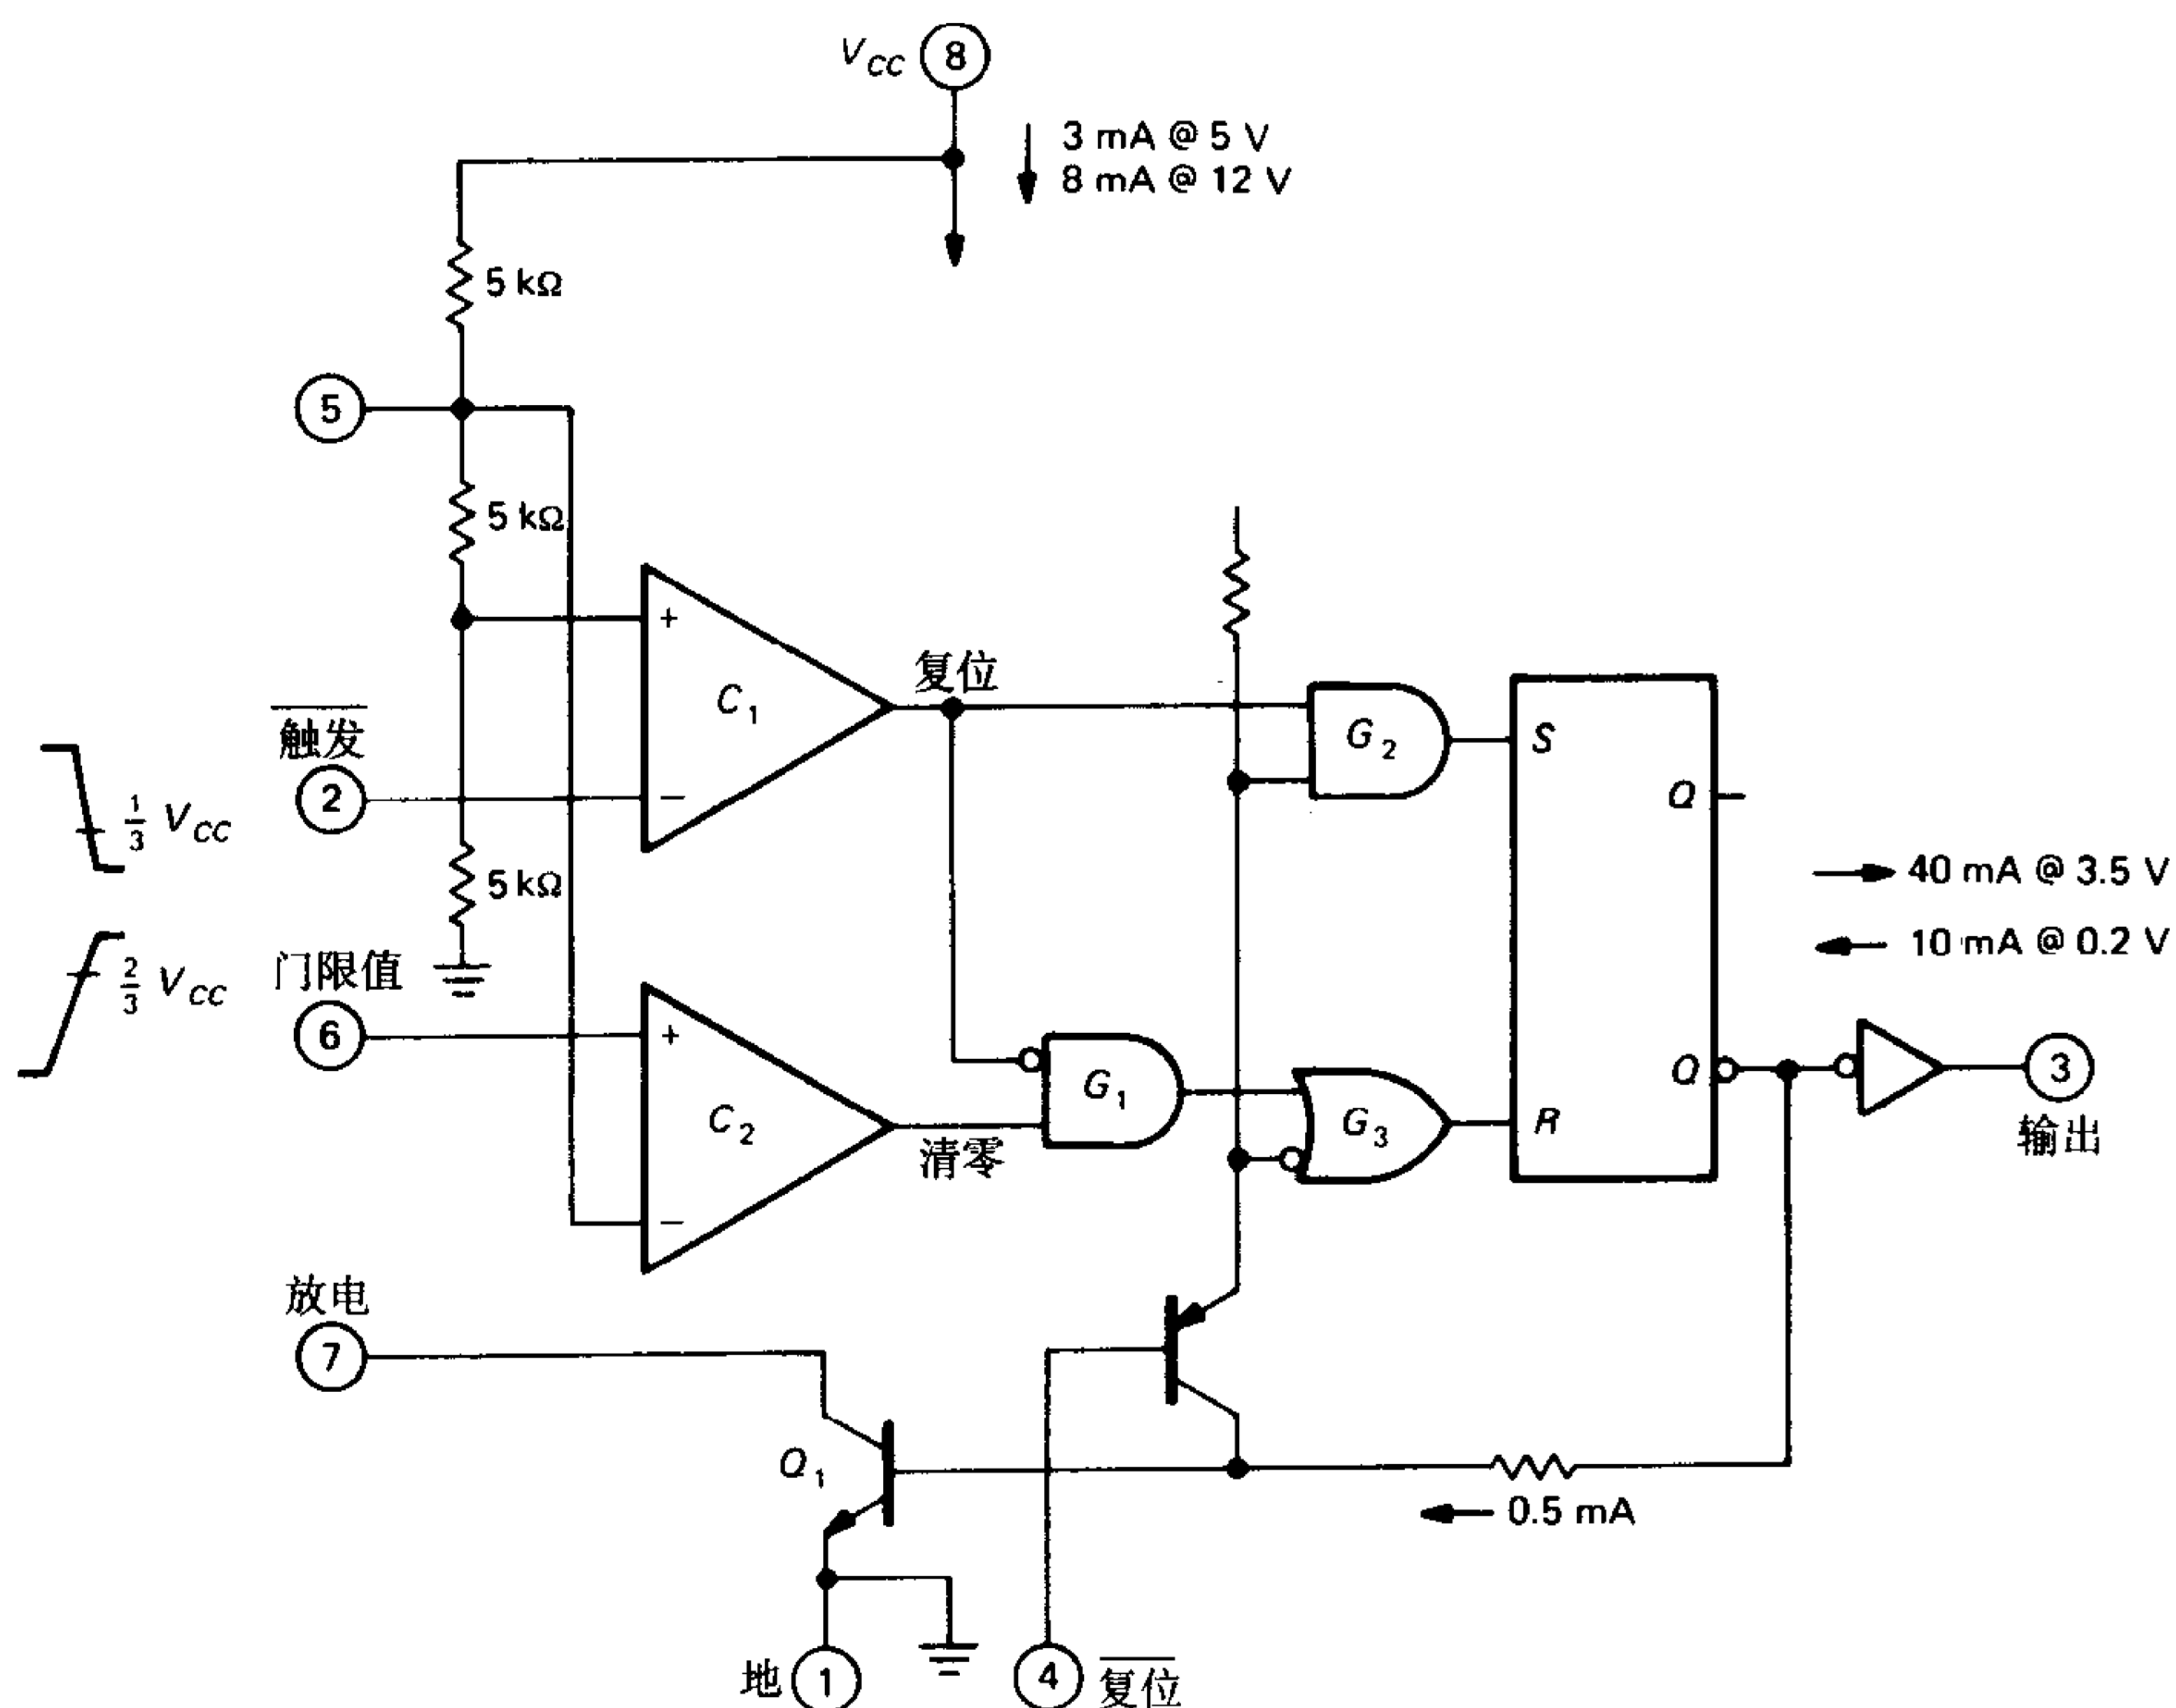 V_CC 8
3 mA @ 5 V
8 mA @ 12 V
5 kΩ
5
5 kΩ
+
C₁
−
复位
G₂
S
Q
触发
2
1/3 V_CC
5 kΩ
40 mA @ 3.5 V
10 mA @ 0.2 V
门限值
2/3 V_CC
6
+
C₂
−
清零
G₁
G₃
R
Q
3
输出
放电
7
Q₁
0.5 mA
地 1
4 复位